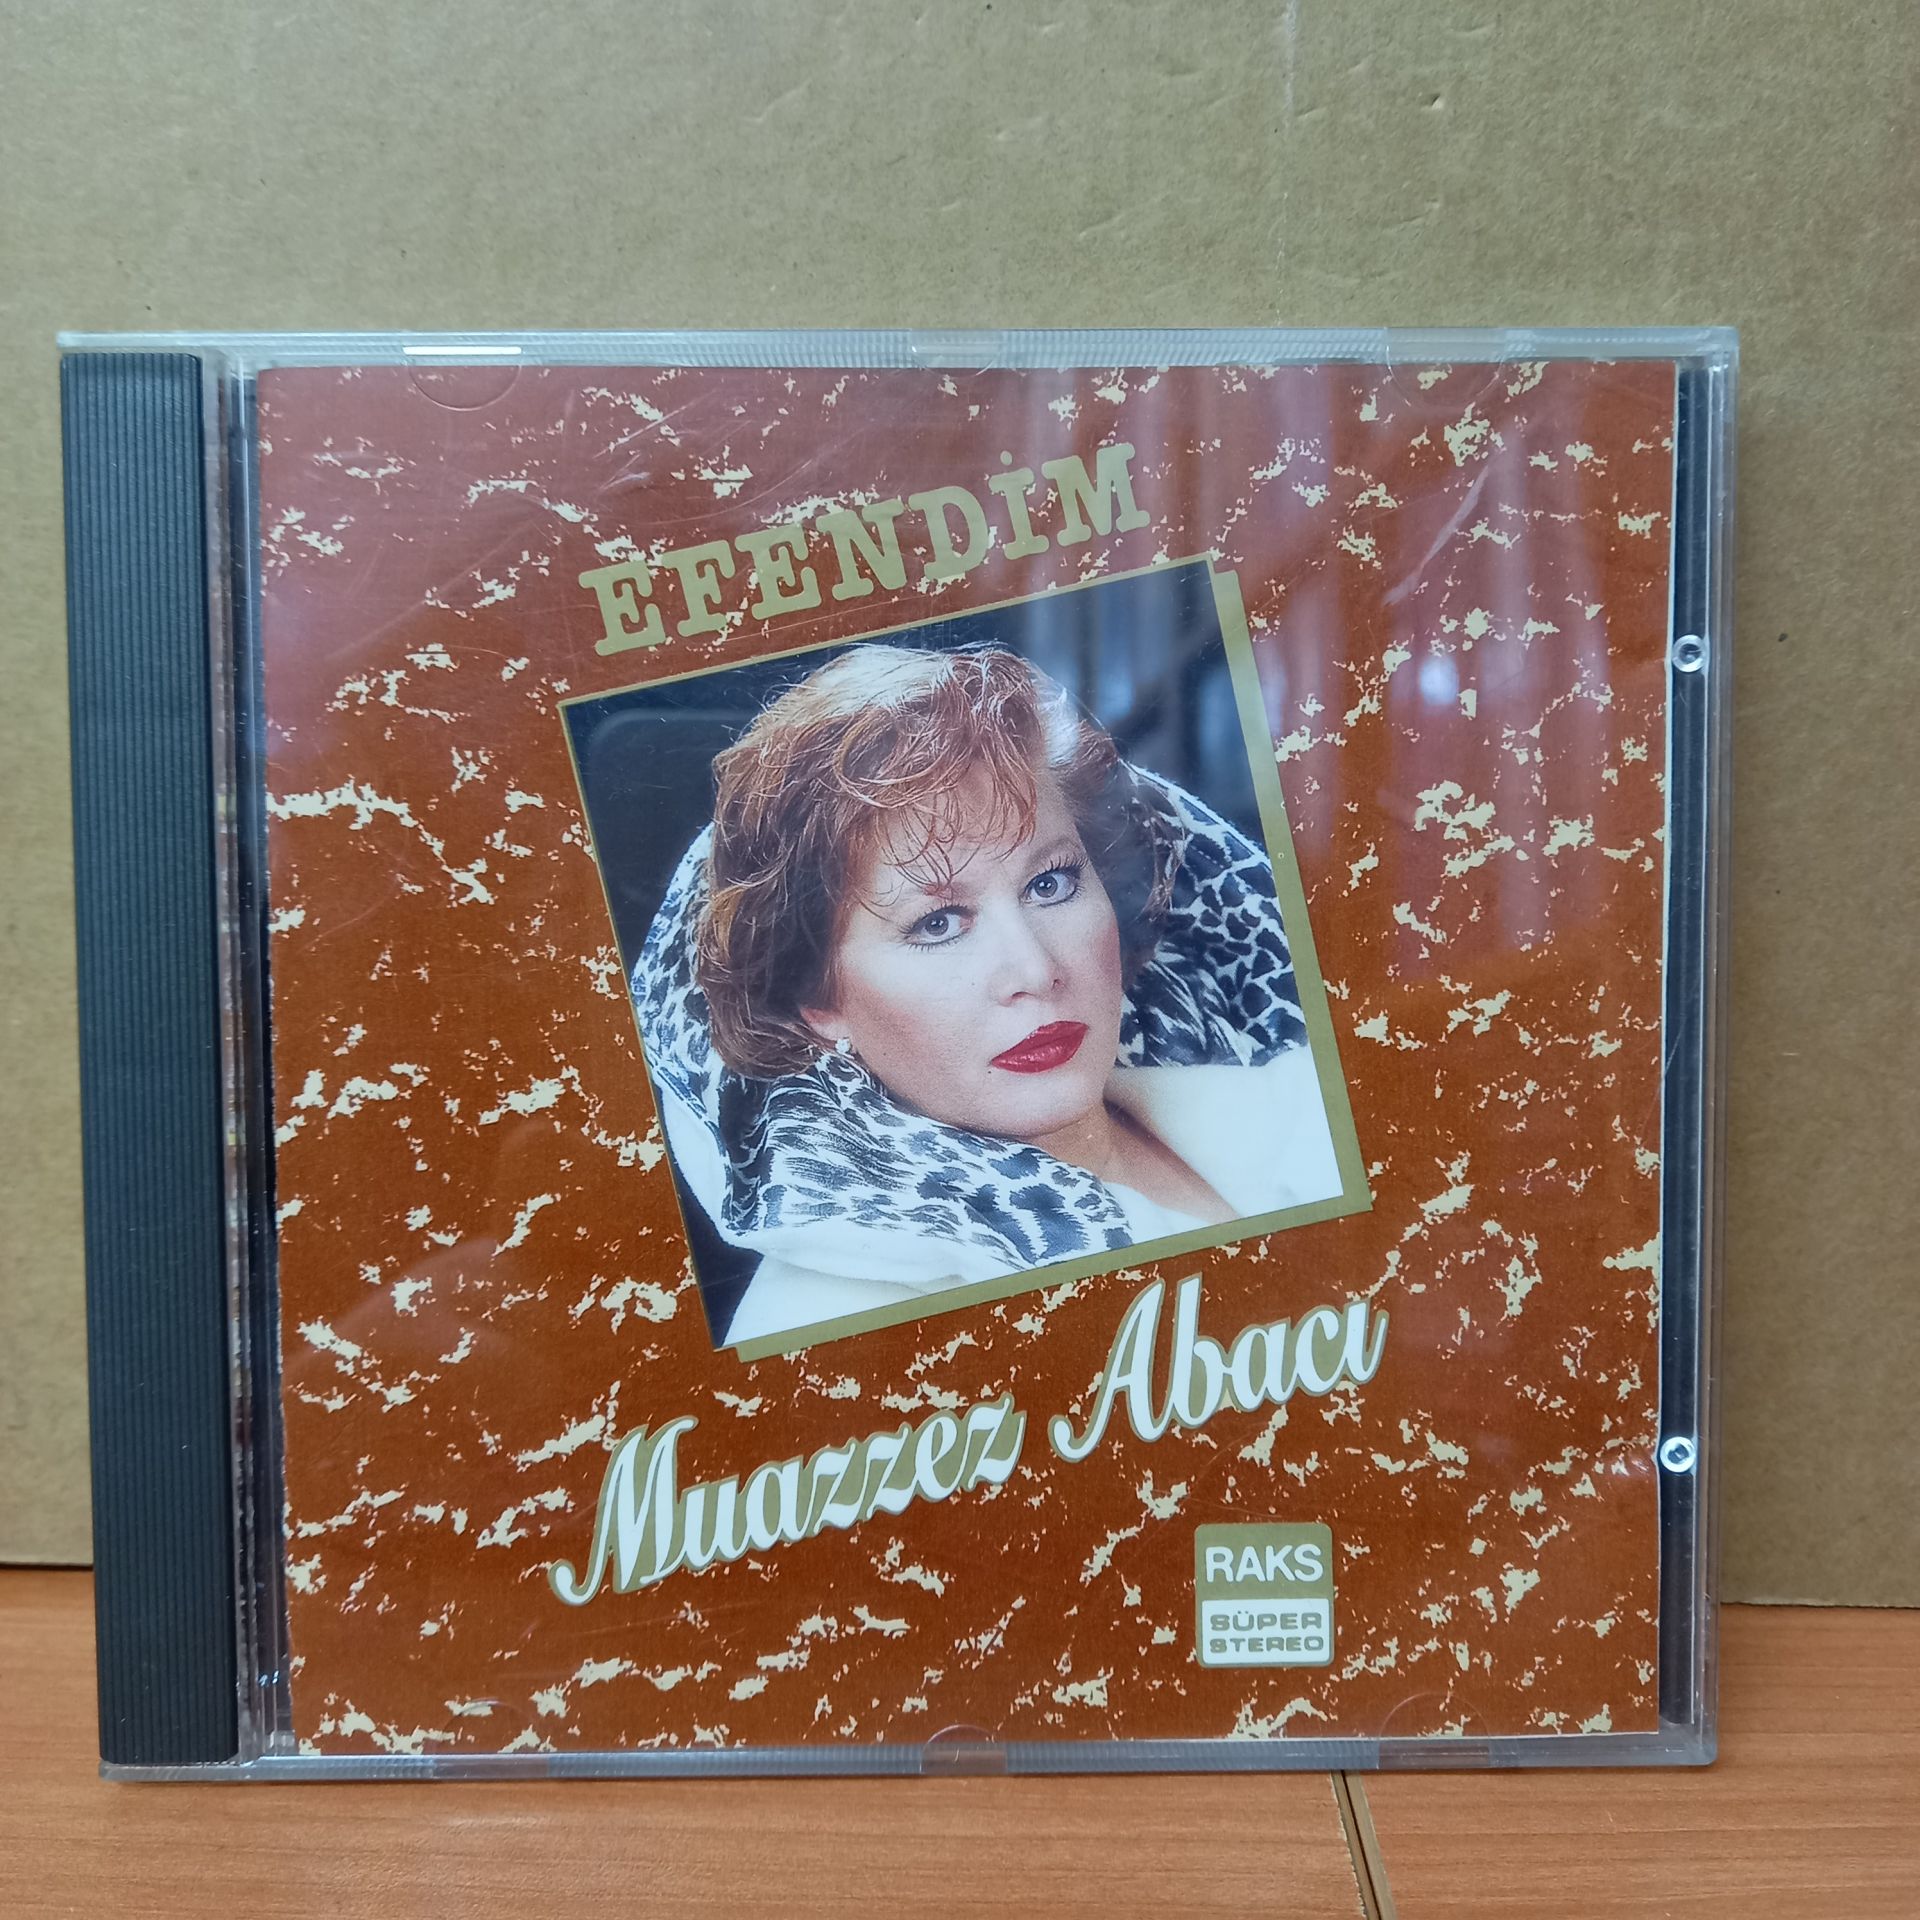 EFENDİM
Muazzez Abacı
RAKS
SÜPER
STEREO